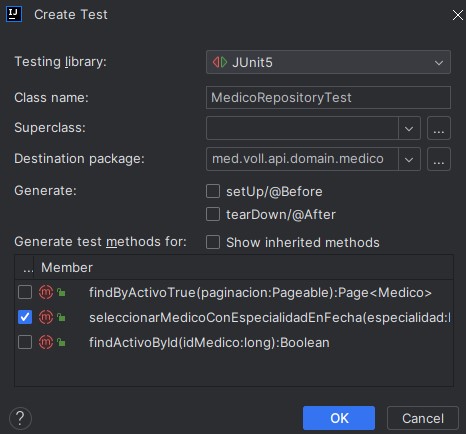 IJ Create Test
Testing library: JUnit5
Class name: MedicoRepositoryTest
Superclass: ...
Destination package: med.voll.api.domain.medico ...
Generate: setUp/@Before
tearDown/@After
Generate test methods for: Show inherited methods
... Member
m findByActivoTrue(paginacion:Pageable):Page<Medico>
m seleccionarMedicoConEspecialidadEnFecha(especialidad:
m findActivoById(idMedico:long):Boolean
? OK Cancel